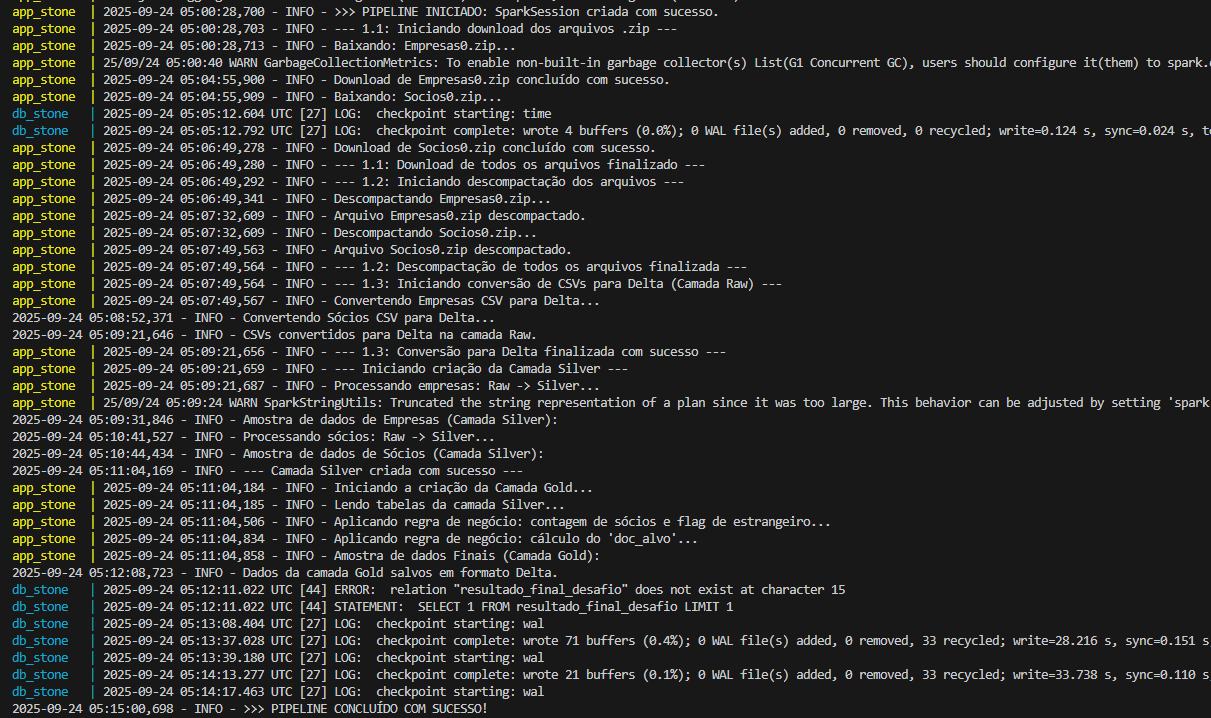 app_stone | 2025-09-24 05:00:28,700 - INFO - >>> PIPELINE INICIADO: SparkSession criada com sucesso.
app_stone | 2025-09-24 05:00:28,703 - INFO - --- 1.1: Iniciando download dos arquivos .zip ---
app_stone | 2025-09-24 05:00:28,713 - INFO - Baixando: Empresas0.zip...
app_stone | 25/09/24 05:00:40 WARN GarbageCollectionMetrics: To enable non-built-in garbage collector(s) List(G1 Concurrent GC), users should configure it(them) to spark.
app_stone | 2025-09-24 05:04:55,900 - INFO - Download de Empresas0.zip concluído com sucesso.
app_stone | 2025-09-24 05:04:55,909 - INFO - Baixando: Socios0.zip...
db_stone | 2025-09-24 05:05:12.604 UTC [27] LOG: checkpoint starting: time
db_stone | 2025-09-24 05:05:12.792 UTC [27] LOG: checkpoint complete: wrote 4 buffers (0.0%); 0 WAL file(s) added, 0 removed, 0 recycled; write=0.124 s, sync=0.024 s,
app_stone | 2025-09-24 05:06:49,278 - INFO - Download de Socios0.zip concluído com sucesso.
app_stone | 2025-09-24 05:06:49,280 - INFO - --- 1.1: Download de todos os arquivos finalizado ---
app_stone | 2025-09-24 05:06:49,292 - INFO - --- 1.2: Iniciando descompactação dos arquivos ---
app_stone | 2025-09-24 05:06:49,341 - INFO - Descompactando Empresas0.zip...
app_stone | 2025-09-24 05:07:32,609 - INFO - Arquivo Empresas0.zip descompactado.
app_stone | 2025-09-24 05:07:32,609 - INFO - Descompactando Socios0.zip...
app_stone | 2025-09-24 05:07:49,563 - INFO - Arquivo Socios0.zip descompactado.
app_stone | 2025-09-24 05:07:49,564 - INFO - --- 1.2: Descompactação de todos os arquivos finalizada ---
app_stone | 2025-09-24 05:07:49,564 - INFO - --- 1.3: Iniciando conversão de CSVs para Delta (Camada Raw) ---
app_stone | 2025-09-24 05:07:49,567 - INFO - Convertendo Empresas CSV para Delta...
2025-09-24 05:08:52,371 - INFO - Convertendo Sócios CSV para Delta...
2025-09-24 05:09:21,646 - INFO - CSVs convertidos para Delta na camada Raw.
app_stone | 2025-09-24 05:09:21,656 - INFO - --- 1.3: Conversão para Delta finalizada com sucesso ---
app_stone | 2025-09-24 05:09:21,659 - INFO - --- Iniciando criação da Camada Silver ---
app_stone | 2025-09-24 05:09:21,687 - INFO - Processando empresas: Raw -> Silver...
app_stone | 25/09/24 05:09:24 WARN SparkStringUtils: Truncated the string representation of a plan since it was too large. This behavior can be adjusted by setting 'spark
2025-09-24 05:09:31,846 - INFO - Amostra de dados de Empresas (Camada Silver):
2025-09-24 05:10:41,527 - INFO - Processando sócios: Raw -> Silver...
2025-09-24 05:10:44,434 - INFO - Amostra de dados de Sócios (Camada Silver):
2025-09-24 05:11:04,169 - INFO - --- Camada Silver criada com sucesso ---
app_stone | 2025-09-24 05:11:04,184 - INFO - Iniciando a criação da Camada Gold...
app_stone | 2025-09-24 05:11:04,185 - INFO - Lendo tabelas da camada Silver...
app_stone | 2025-09-24 05:11:04,506 - INFO - Aplicando regra de negócio: contagem de sócios e flag de estrangeiro...
app_stone | 2025-09-24 05:11:04,834 - INFO - Aplicando regra de negócio: cálculo do 'doc_alvo'...
app_stone | 2025-09-24 05:11:04,858 - INFO - Amostra de dados Finais (Camada Gold):
2025-09-24 05:12:08,723 - INFO - Dados da camada Gold salvos em formato Delta.
db_stone | 2025-09-24 05:12:11.022 UTC [44] ERROR: relation "resultado_final_desafio" does not exist at character 15
db_stone | 2025-09-24 05:12:11.022 UTC [44] STATEMENT: SELECT 1 FROM resultado_final_desafio LIMIT 1
db_stone | 2025-09-24 05:13:08.404 UTC [27] LOG: checkpoint starting: wal
db_stone | 2025-09-24 05:13:37.028 UTC [27] LOG: checkpoint complete: wrote 71 buffers (0.4%); 0 WAL file(s) added, 0 removed, 33 recycled; write=28.216 s, sync=0.151 s
db_stone | 2025-09-24 05:13:39.180 UTC [27] LOG: checkpoint starting: wal
db_stone | 2025-09-24 05:14:13.277 UTC [27] LOG: checkpoint complete: wrote 21 buffers (0.1%); 0 WAL file(s) added, 0 removed, 33 recycled; write=33.738 s, sync=0.110 s,
db_stone | 2025-09-24 05:14:17.463 UTC [27] LOG: checkpoint starting: wal
2025-09-24 05:15:00,698 - INFO - >>> PIPELINE CONCLUÍDO COM SUCESSO!